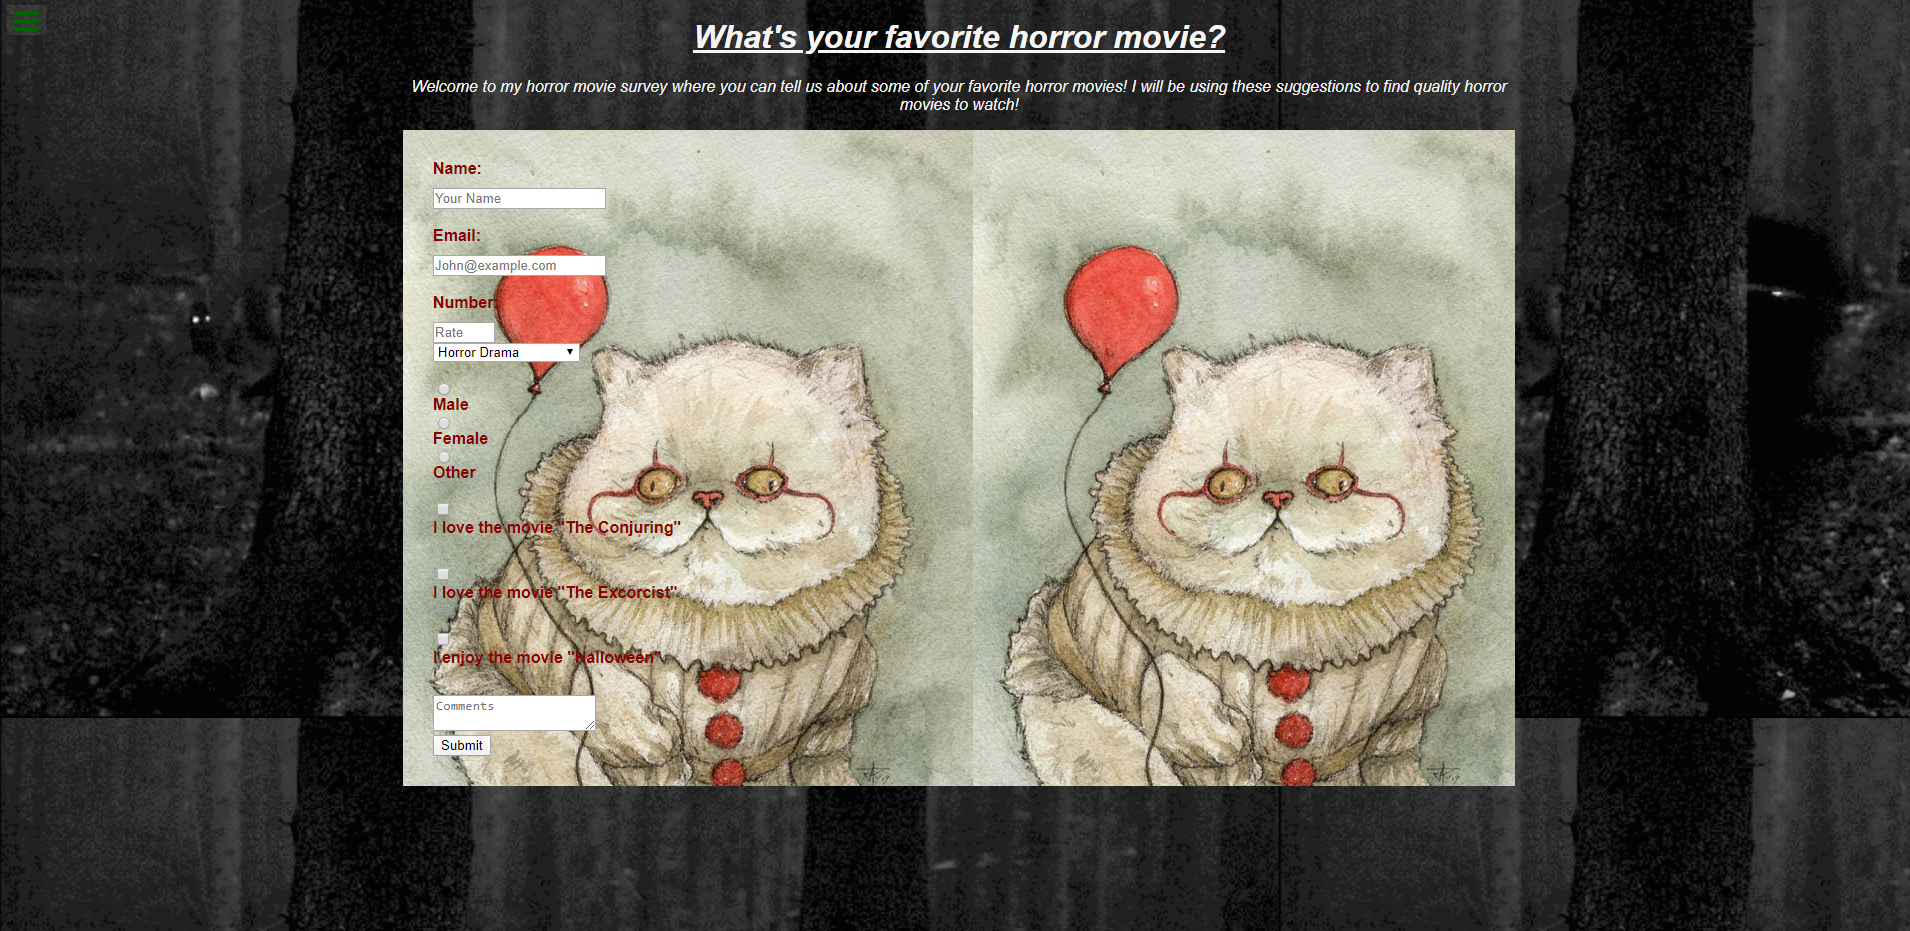 What's your favorite horror movie?
Welcome to my horror movie survey where you can tell us about some of your favorite horror movies! I will be using these suggestions to find quality horror
movies to watch!
Name:
Your Name
Email:
John@example.com
Number:
Rate
Horror Drama
Male
Female
Other
I love the movie "The Conjuring"
I love the movie "The Excorcist"
I enjoy the movie "Halloween"
Comments
Submit